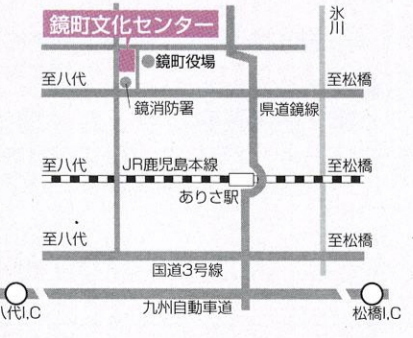 鏡町文化センター
氷川
鏡町役場
至八代
至松橋
鏡消防署
県道鏡線
至八代
JR鹿児島本線
至松橋
ありさ駅
至八代
至松橋
国道3号線
九州自動車道
八代I,C
松橋I,C